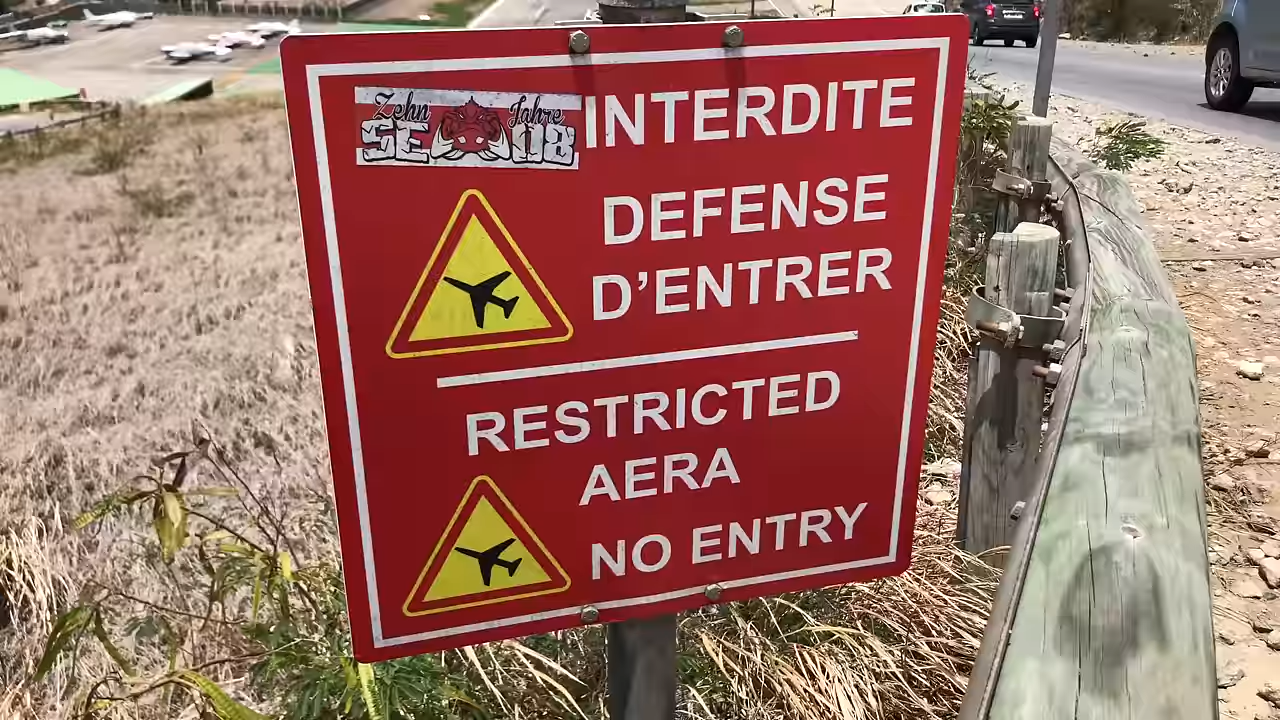 Zehn Jahre
SE 08
INTERDITE
DEFENSE
D'ENTRER
RESTRICTED
AERA
NO ENTRY